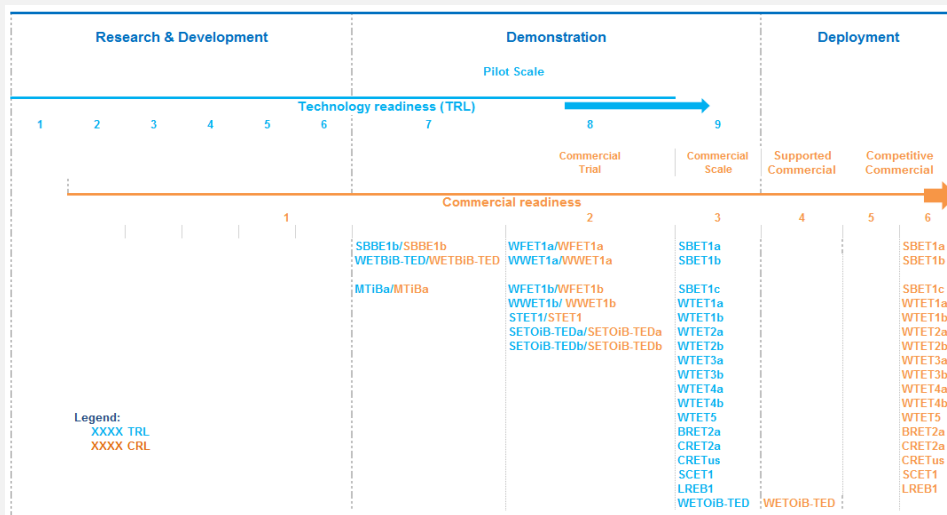 Research & Development Demonstration Deployment
Pilot Scale
Technology readiness (TRL)
1 2 3 4 5 6 7 8 9
Commercial Trial Commercial Scale Supported Commercial Competitive Commercial
Commercial readiness
1 2 3 4 5 6
SBBE1b/SBBE1b WFET1a/WFET1a SBET1a SBET1a
WETBiB-TED/WETBiB-TED WWET1a/WWET1a SBET1b SBET1b
MTiBa/MTiBa WFET1b/WFET1b SBET1c SBET1c
WWET1b/ WWET1b WTET1a WTET1a
STET1/STET1 WTET1b WTET1b
SETOiB-TEDa/SETOiB-TEDa WTET2a WTET2a
SETOiB-TEDb/SETOiB-TEDb WTET2b WTET2b
WTET3a WTET3a
WTET3b WTET3b
WTET4a WTET4a
WTET4b WTET4b
Legend: WTET5 WTET5
XXXX TRL BRET2a BRET2a
XXXX CRL CRET2a CRET2a
CRETus CRETus
SCET1 SCET1
LREB1 LREB1
WETOiB-TED WETOiB-TED